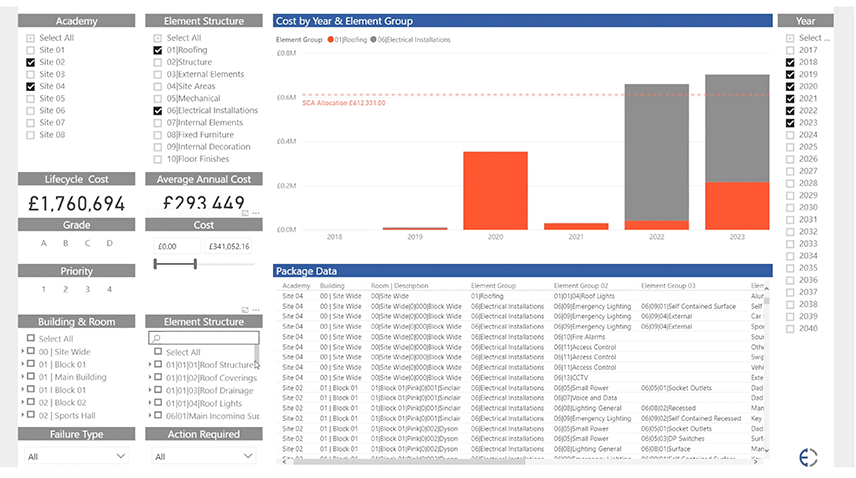 Academy
Select All
Site 01
Site 02
Site 03
Site 04
Site 05
Site 06
Site 07
Site 08
Element Structure
Select All
01|Roofing
02|Structure
03|External Elements
04|Site Areas
05|Mechanical
06|Electrical Installations
07|Internal Elements
08|Fixed Furniture
09|Internal Decoration
10|Floor Finishes
Lifecycle Cost
£1,760,694
Average Annual Cost
£293,449
Grade
A B C D
Cost
£0.00 £341,052.16
Priority
1 2 3 4
Building & Room
Select All
00 | Site Wide
01 | Block 01
01 | Main Building
01 | Block 01
02 | Block 02
02 | Sports Hall
Element Structure
Select All
01|01|01|Roof Structure
01|01|02|Roof Coverings
01|01|03|Roof Drainage
01|01|04|Roof Lights
06|01|Main Incoming Sup
Failure Type
All
Action Required
All
Cost by Year & Element Group
Element Group 01|Roofing 06|Electrical Installations
£0.8M
£0.6M
SCA Allocation £612,331.00
£0.4M
£0.2M
£0.0M
2018 2019 2020 2021 2022 2023
Package Data
Academy Building Room | Description Element Group Element Group 02 Element Group 03 Elem
Site 04 00 | Site Wide 00|Site Wide 01|Roofing 01|01|04|Roof Lights Alum
Site 04 00 | Site Wide 00|Site Wide|0|000|Block Wide 06|Electrical Installations 06|09|Emergency Lighting 06|09|01|Self Contained Surface Self
Site 04 00 | Site Wide 00|Site Wide|0|000|Block Wide 06|Electrical Installations 06|09|Emergency Lighting 06|09|04|External Car
Site 04 00 | Site Wide 00|Site Wide|0|000|Block Wide 06|Electrical Installations 06|09|Emergency Lighting 06|09|04|External Spo
Site 04 00 | Site Wide 00|Site Wide|0|000|Block Wide 06|Electrical Installations 06|10|Fire Alarms Sou
Site 04 00 | Site Wide 00|Site Wide|0|000|Block Wide 06|Electrical Installations 06|11|Access Control Oth
Site 04 00 | Site Wide 00|Site Wide|0|000|Block Wide 06|Electrical Installations 06|11|Access Control Swip
Site 04 00 | Site Wide 00|Site Wide|0|000|Block Wide 06|Electrical Installations 06|11|Access Control Vehi
Site 04 00 | Site Wide 00|Site Wide|0|000|Block Wide 06|Electrical Installations 06|13|CCTV Exte
Site 02 01 | Block 01 01|Block 01|Pink|0|001|Sinclair 06|Electrical Installations 06|05|Small Power 06|05|01|Socket Outlets Dad
Site 02 01 | Block 01 01|Block 01|Pink|0|001|Sinclair 06|Electrical Installations 06|07|Voice and Data Dad
Site 02 01 | Block 01 01|Block 01|Pink|0|001|Sinclair 06|Electrical Installations 06|08|Lighting General 06|08|02|Recessed Man
Site 02 01 | Block 01 01|Block 01|Pink|0|001|Sinclair 06|Electrical Installations 06|09|Emergency Lighting 06|09|02|Self Contained Recessed Key
Site 02 01 | Block 01 01|Block 01|Pink|0|002|Dyson 06|Electrical Installations 06|05|Small Power 06|05|01|Socket Outlets Dad
Site 02 01 | Block 01 01|Block 01|Pink|0|002|Dyson 06|Electrical Installations 06|05|Small Power 06|05|03|DP Switches Surf
Site 02 01 | Block 01 01|Block 01|Pink|0|002|Dyson 06|Electrical Installations 06|08|Lighting General 06|08|01|Surface Man
Year
Select ...
2017
2018
2019
2020
2021
2022
2023
2024
2025
2026
2027
2028
2029
2030
2031
2032
2033
2034
2035
2036
2037
2038
2039
2040